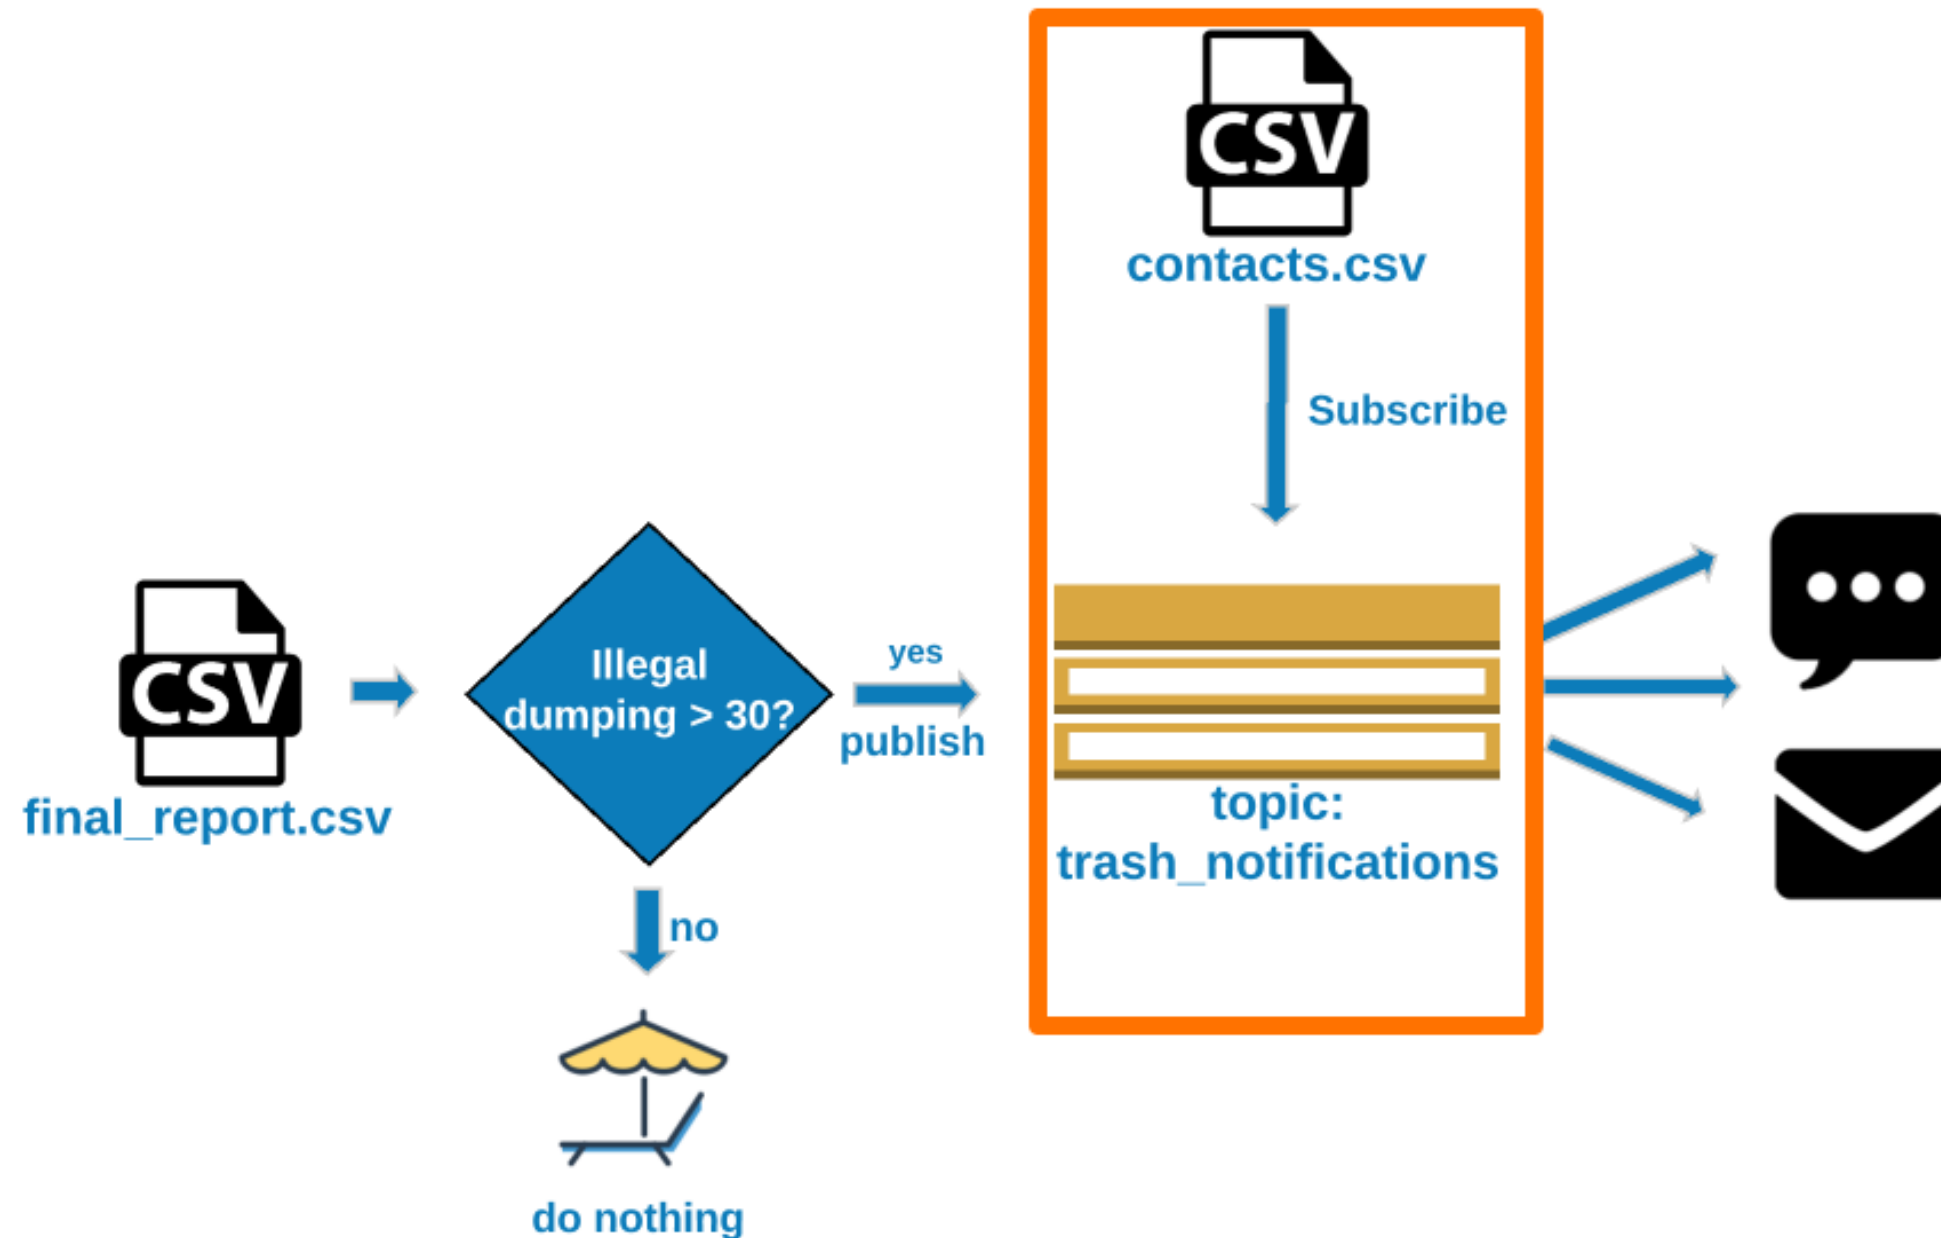 CSV
contacts.csv
Subscribe
CSV
final_report.csv
Illegal
dumping > 30?
yes
publish
topic:
trash_notifications
no
do nothing